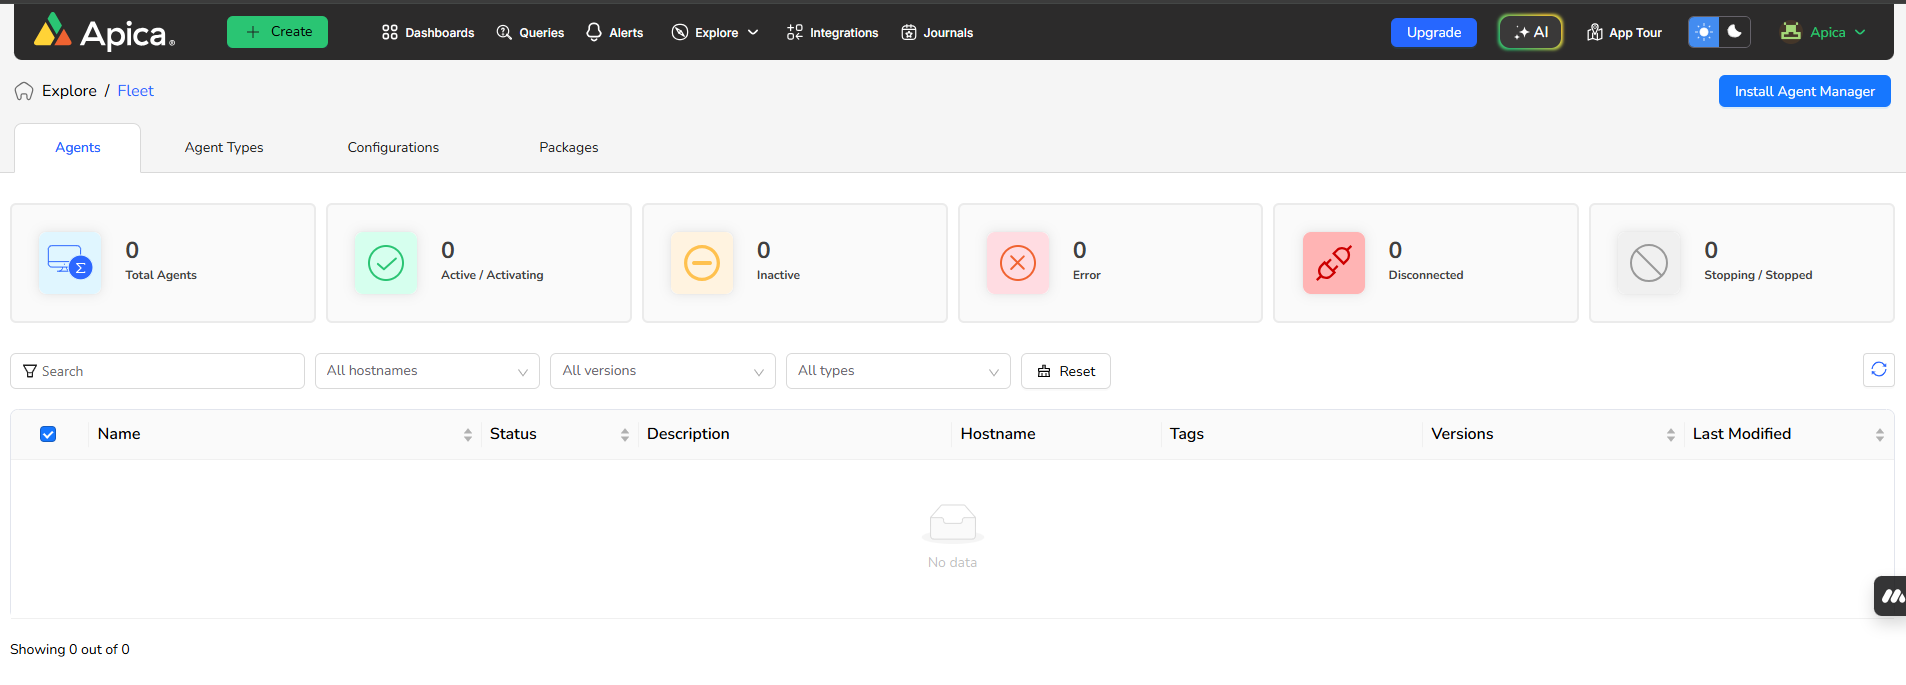 Apica®
Create
Dashboards
Queries
Alerts
Explore
Integrations
Journals
Upgrade
AI
App Tour
Apica
Explore / Fleet
Install Agent Manager
Agents
Agent Types
Configurations
Packages
0
Total Agents
0
Active / Activating
0
Inactive
0
Error
0
Disconnected
0
Stopping / Stopped
Search
All hostnames
All versions
All types
Reset
Name
Status
Description
Hostname
Tags
Versions
Last Modified
No data
Showing 0 out of 0